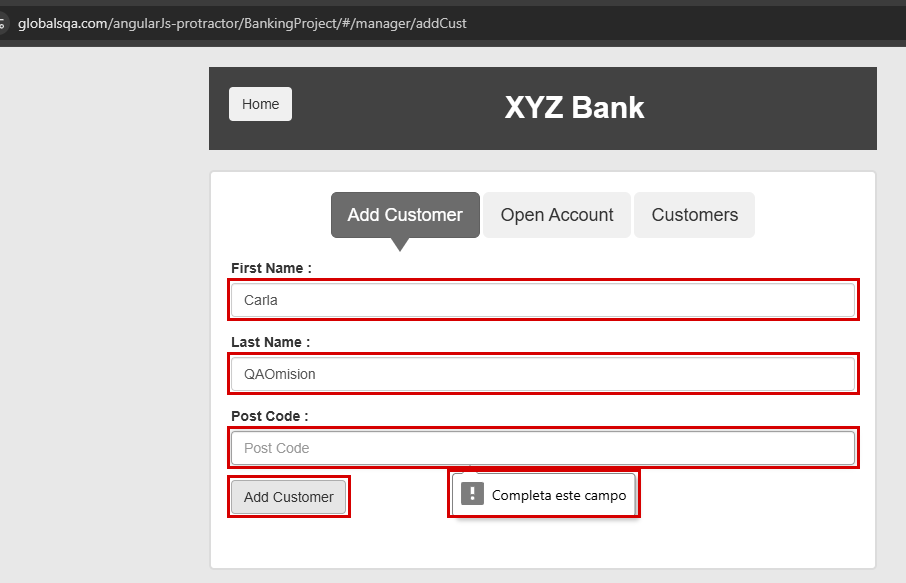 globalsqa.com/angularJs-protractor/BankingProject/#/manager/addCust
Home
XYZ Bank
Add Customer
Open Account
Customers
First Name :
Carla
Last Name :
QAOmision
Post Code :
Post Code
Add Customer
Completa este campo